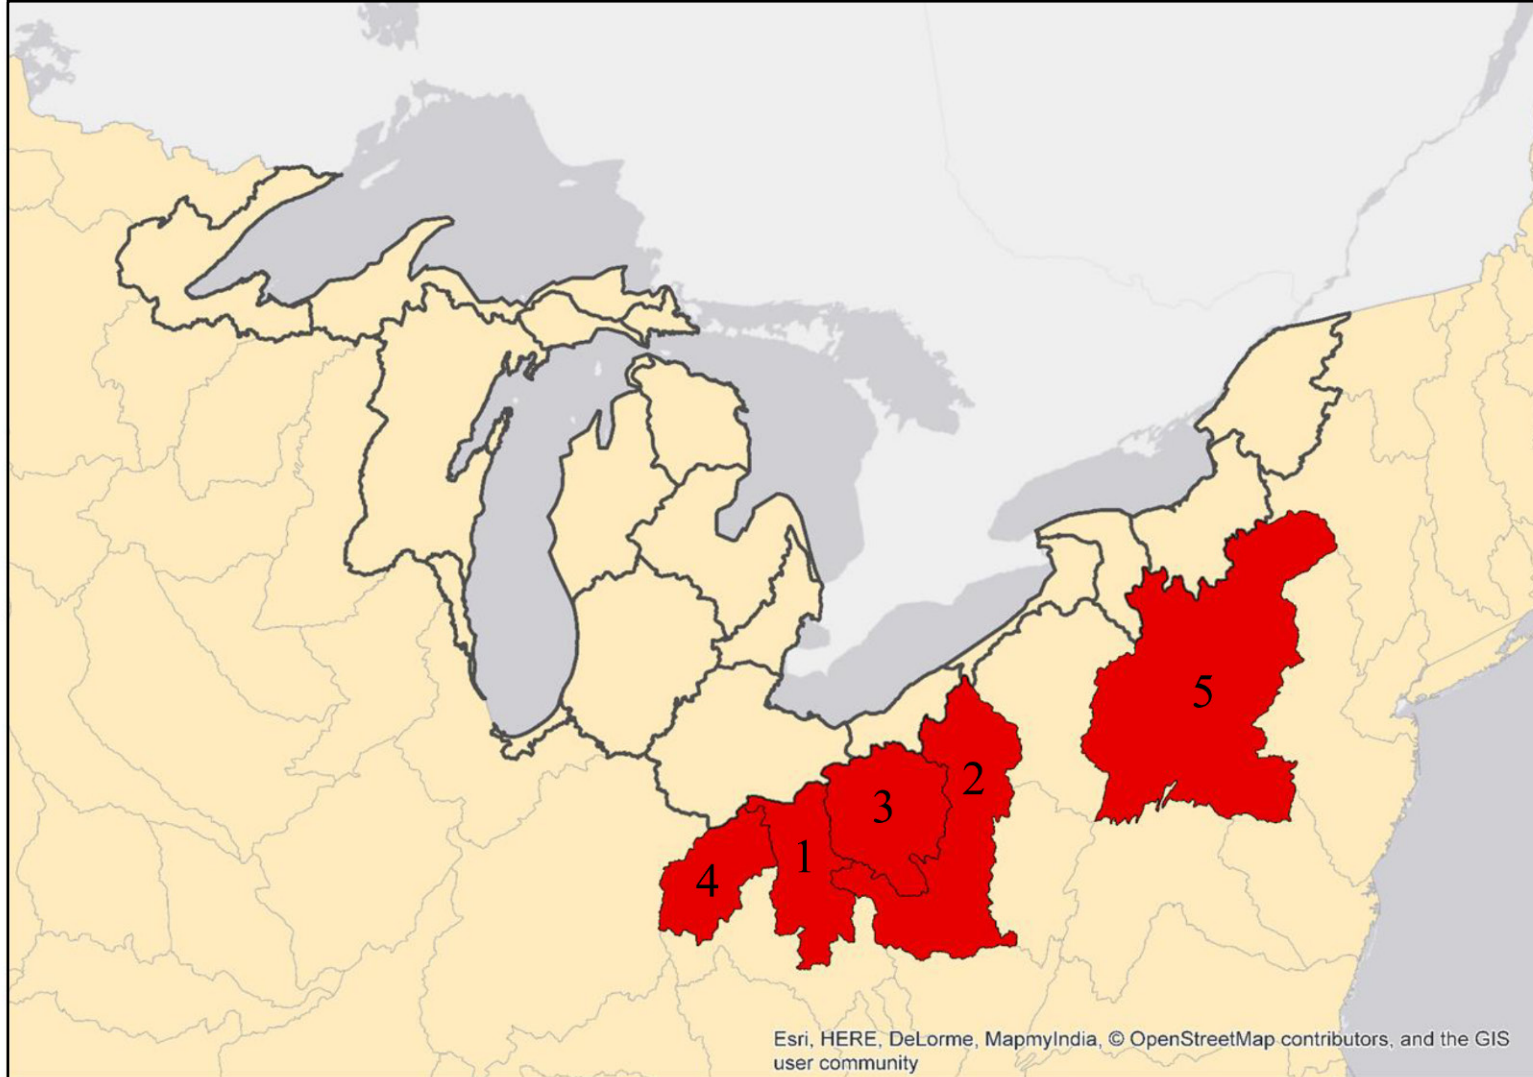 5
2
3
1
4
Esri, HERE, DeLorme, MapmyIndia, © OpenStreetMap contributors, and the GIS
user community